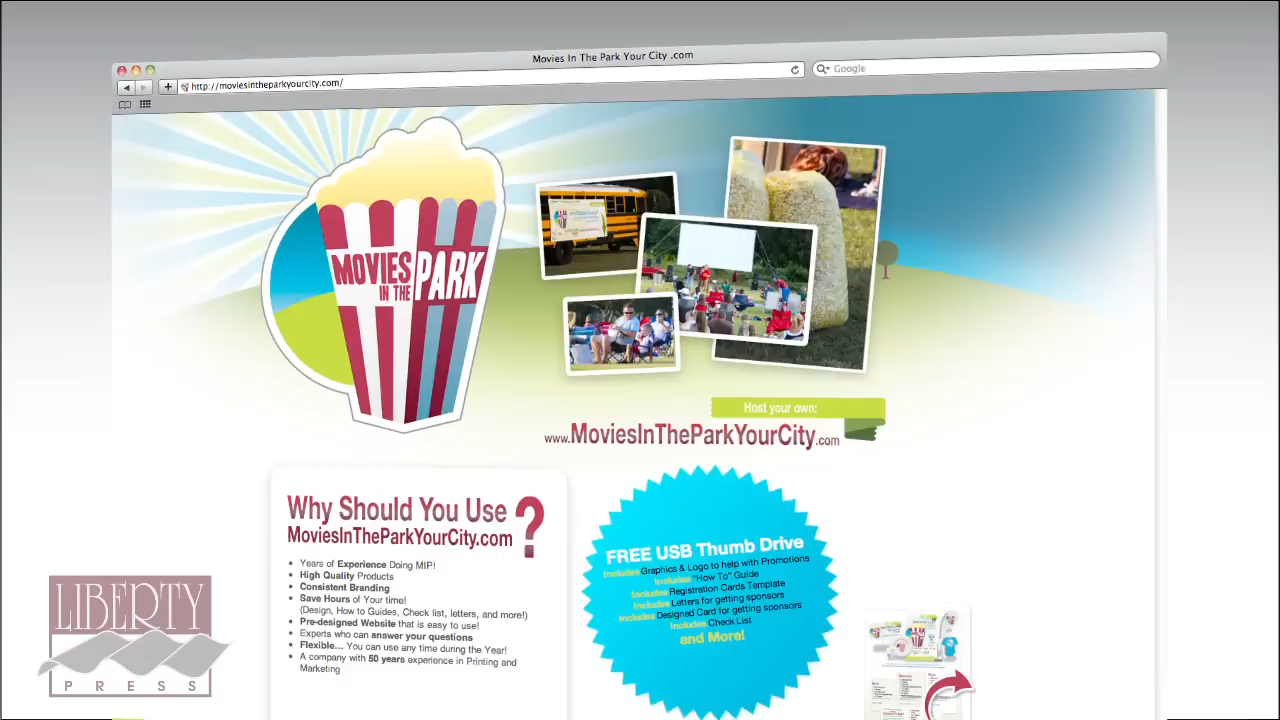 Movies In The Park Your City .com
http://moviesintheparkyourcity.com/
Google
MOVIES
IN THE
PARK
Host your own:
www.MoviesInTheParkYourCity.com
Why Should You Use
MoviesInTheParkYourCity.com
?
Years of Experience Doing MIP!
High Quality Products
Consistent Branding
Save Hours of Your time!
(Design, How to Guides, Check list, letters, and more!)
Pre-designed Website that is easy to use!
Experts who can answer your questions
Flexible... You can use any time during the Year!
A company with 50 years experience in Printing and
Marketing
FREE USB Thumb Drive
Includes Graphics & Logo to help with Promotions
Includes "How To" Guide
Includes Registration Cards Template
Includes Letters for getting sponsors
Includes Designed Card for getting sponsors
Includes Check List
and More!
LIBERTY
PRESS